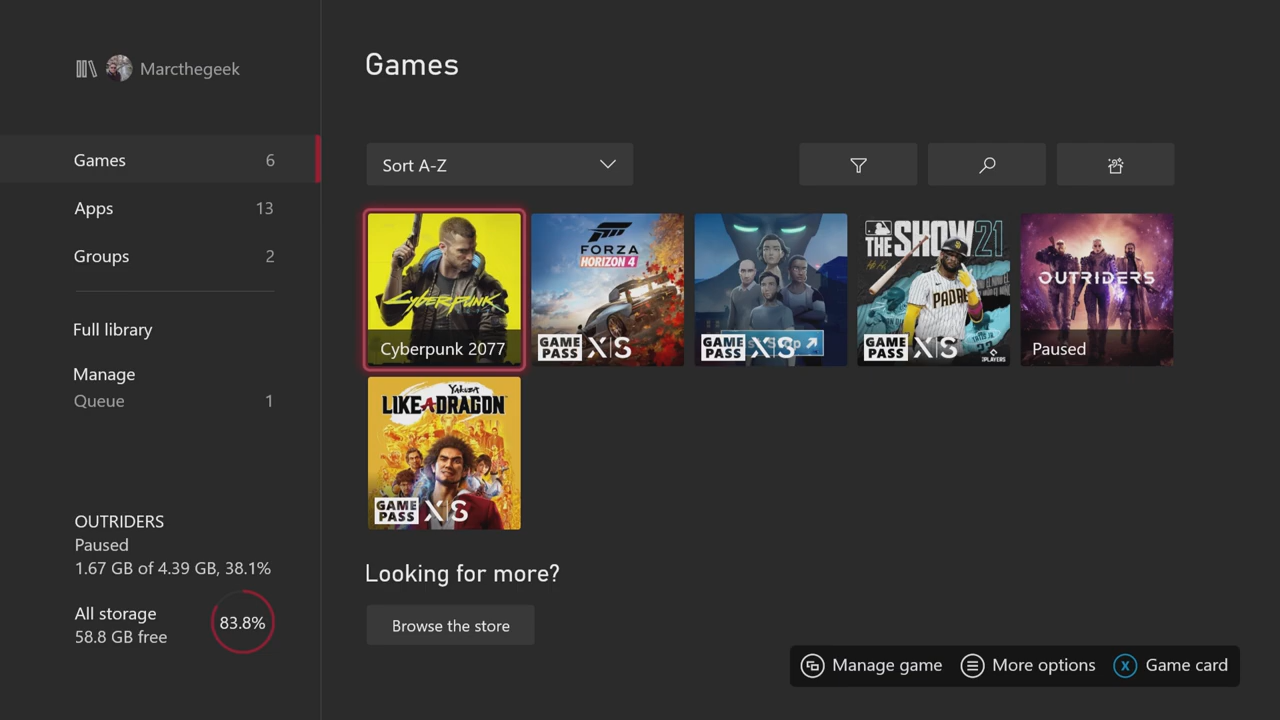 Marcthegeek
Games 6
Apps 13
Groups 2
Full library
Manage
Queue 1
OUTRIDERS
Paused
1.67 GB of 4.39 GB, 38.1%
All storage
58.8 GB free
83.8%
Games
Sort A-Z
CYBERPUNK
Cyberpunk 2077
FORZA
HORIZON 4
GAME
PASS X|S
GAME
PASS X|S
THE SHOW 21
PADRES
GAME
PASS X|S
OUTRIDERS
Paused
YAKUZA
LIKE A DRAGON
GAME
PASS X|S
Looking for more?
Browse the store
Manage game
More options
X Game card